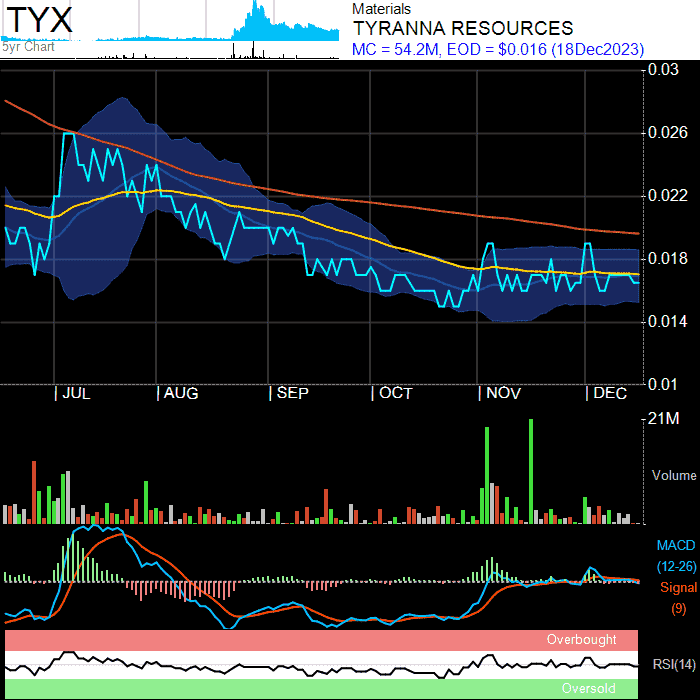 TYX
5yr Chart
Materials
TYRANNA RESOURCES
MC = 54.2M, EOD = $0.016 (18Dec2023)
0.03
0.026
0.022
0.018
0.014
0.01
| JUL | AUG | SEP | OCT | NOV | DEC
21M
Volume
MACD
(12-26)
Signal
(9)
Overbought
RSI(14)
Oversold